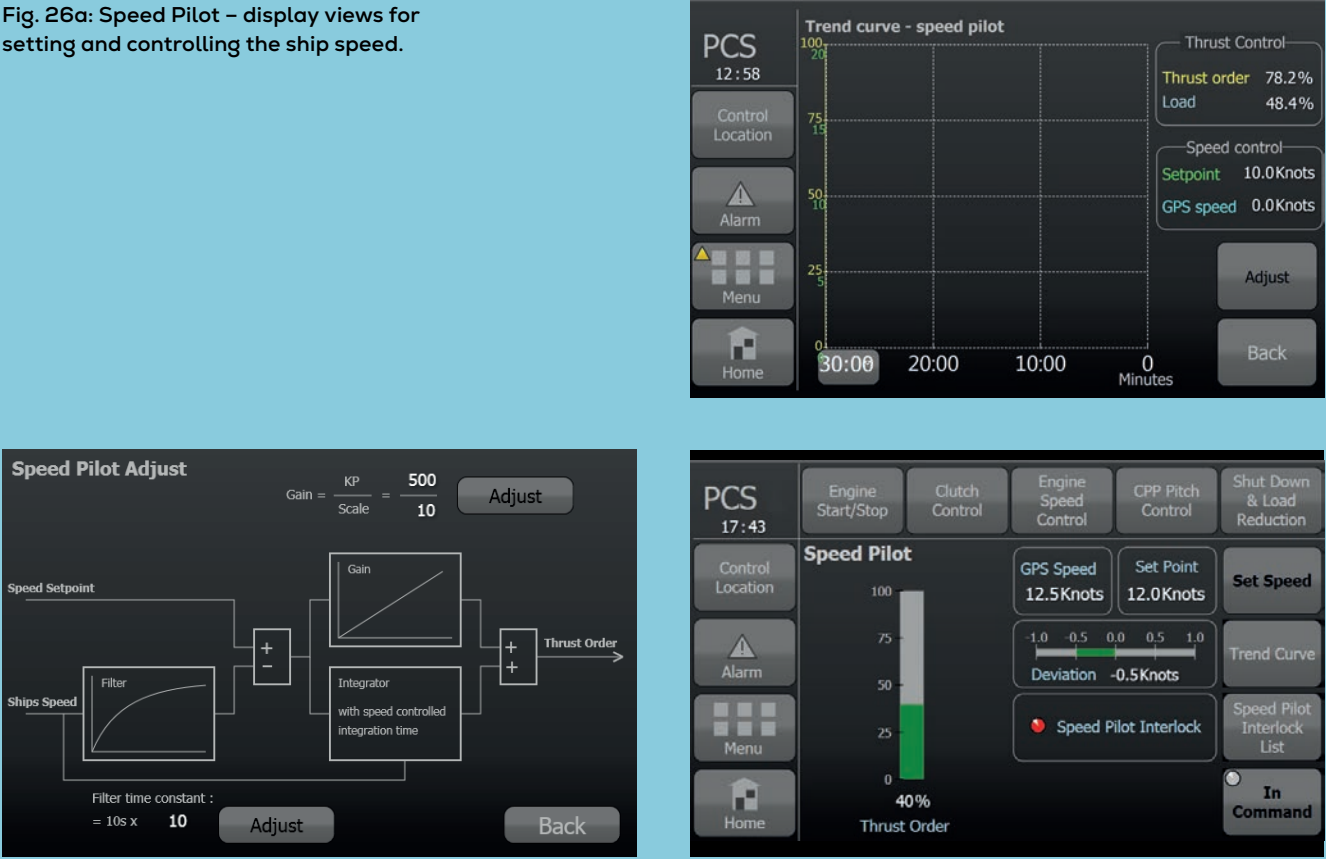 Fig. 26a: Speed Pilot – display views for
setting and controlling the ship speed.
PCS
12:58
Control
Location
Alarm
Menu
Home
Trend curve - speed pilot
100
20
75
15
50
10
25
5
0
30:00
20:00
10:00
0
Minutes
Thrust Control
Thrust order 78.2%
Load 48.4%
Speed control
Setpoint 10.0Knots
GPS speed 0.0Knots
Adjust
Back
Speed Pilot Adjust
Gain = KP = 500
Scale 10
Adjust
Speed Setpoint
Ships Speed
Filter
+
−
Gain
Integrator
with speed controlled
integration time
+
+
Thrust Order
Filter time constant :
= 10s x 10
Adjust
Back
PCS
17:43
Engine
Start/Stop
Clutch
Control
Engine
Speed
Control
CPP Pitch
Control
Shut Down
& Load
Reduction
Control
Location
Alarm
Menu
Home
Speed Pilot
100
75
50
25
0
40%
Thrust Order
GPS Speed
12.5Knots
Set Point
12.0Knots
-1.0 -0.5 0.0 0.5 1.0
Deviation -0.5Knots
Speed Pilot Interlock
Set Speed
Trend Curve
Speed Pilot
Interlock
List
In
Command